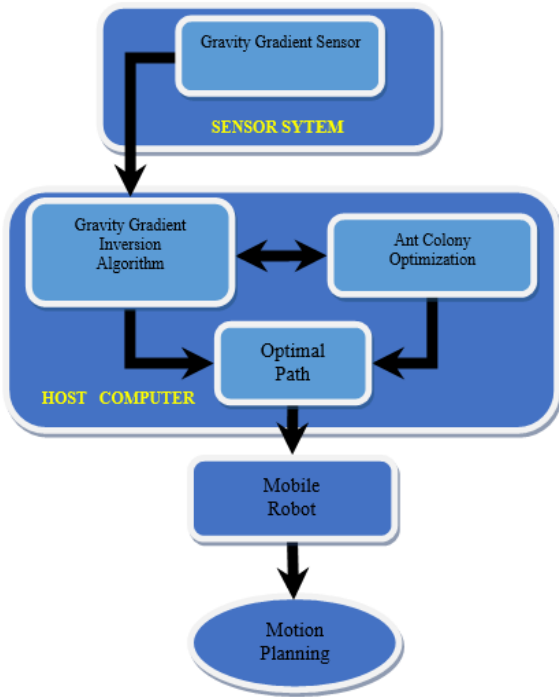 Gravity Gradient Sensor
SENSOR SYTEM
Gravity Gradient
Inversion
Algorithm
Ant Colony
Optimization
Optimal
Path
HOST COMPUTER
Mobile
Robot
Motion
Planning